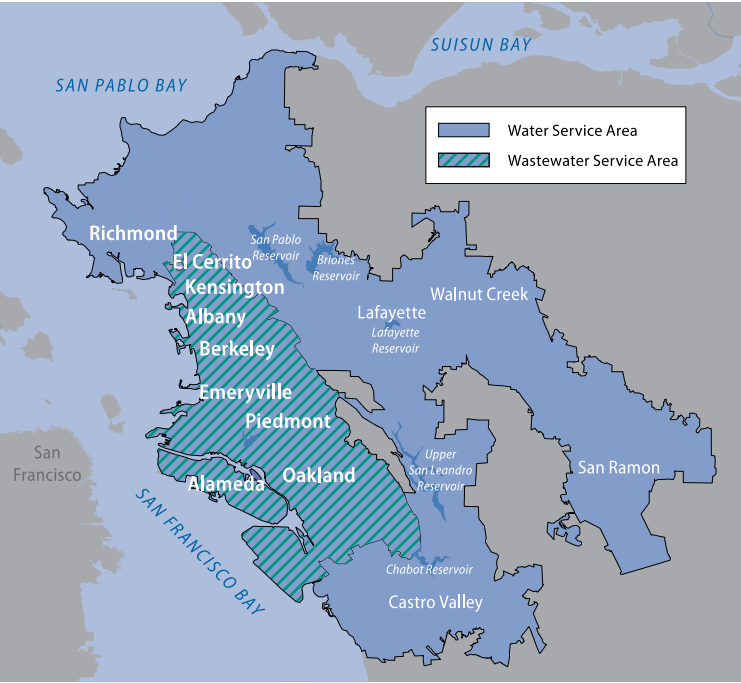 SUISUN BAY
SAN PABLO BAY
Water Service Area
Wastewater Service Area
Richmond
San Pablo
Reservoir
El Cerrito
Briones
Reservoir
Kensington
Walnut Creek
Albany
Lafayette
Lafayette
Reservoir
Berkeley
Emeryville
Piedmont
San
Francisco
Upper
San Leandro
Reservoir
San Ramon
Oakland
Alameda
SAN FRANCISCO BAY
Chabot Reservoir
Castro Valley